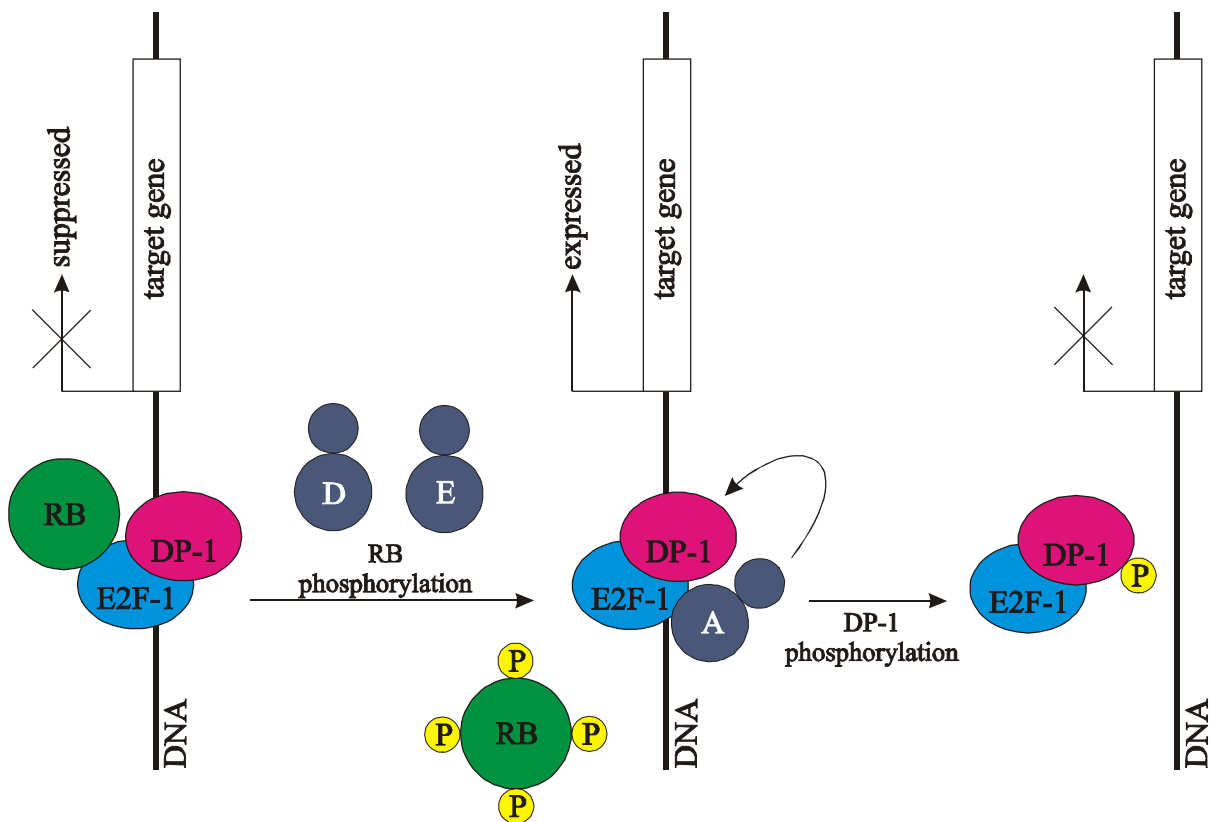 suppressed
target gene
RB
DP-1
E2F-1
DNA
D
E
RB
phosphorylation
expressed
target gene
DP-1
E2F-1
A
P
P
RB
P
P
DNA
DP-1
phosphorylation
target gene
DP-1
P
E2F-1
DNA